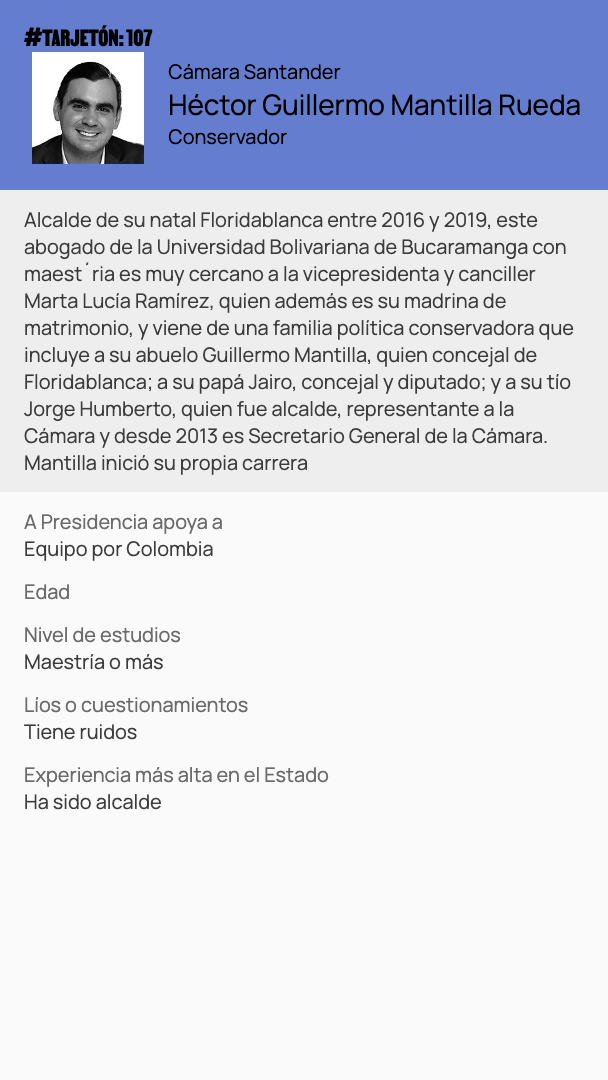 #TARJETÓN: 107
Cámara Santander
Héctor Guillermo Mantilla Rueda
Conservador
Alcalde de su natal Floridablanca entre 2016 y 2019, este
abogado de la Universidad Bolivariana de Bucaramanga con
maest´ria es muy cercano a la vicepresidenta y canciller
Marta Lucía Ramírez, quien además es su madrina de
matrimonio, y viene de una familia política conservadora que
incluye a su abuelo Guillermo Mantilla, quien concejal de
Floridablanca; a su papá Jairo, concejal y diputado; y a su tío
Jorge Humberto, quien fue alcalde, representante a la
Cámara y desde 2013 es Secretario General de la Cámara.
Mantilla inició su propia carrera
A Presidencia apoya a
Equipo por Colombia
Edad
Nivel de estudios
Maestría o más
Líos o cuestionamientos
Tiene ruidos
Experiencia más alta en el Estado
Ha sido alcalde